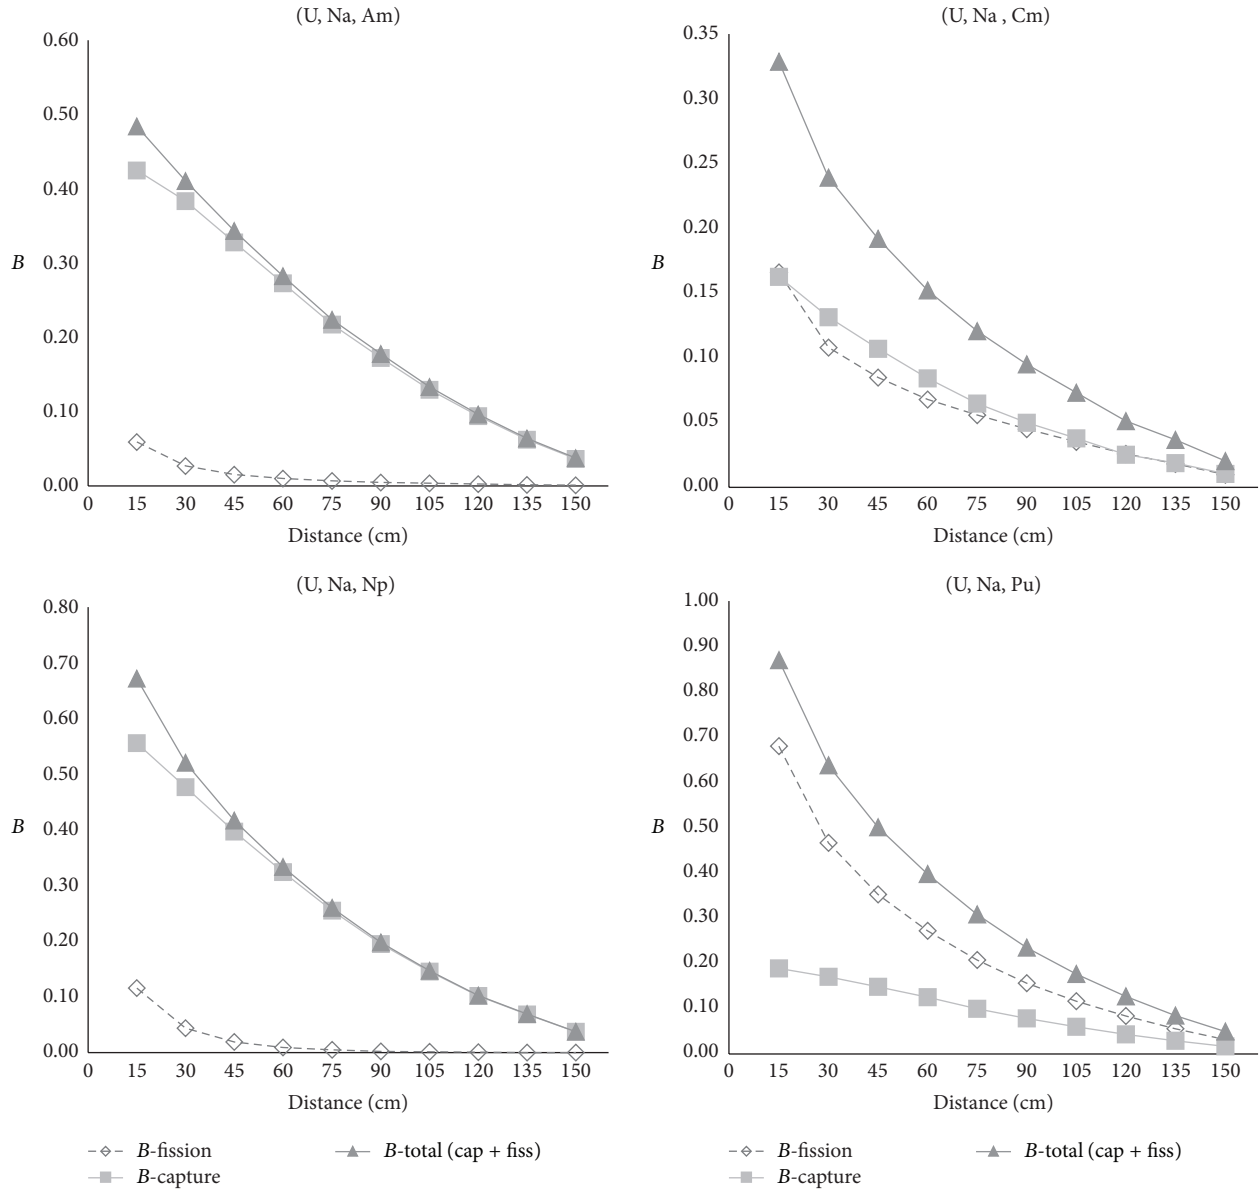 (U, Na, Am)
0.60
0.50
0.40
0.30
0.20
0.10
0.00
B
0 15 30 45 60 75 90 105 120 135 150
Distance (cm)
(U, Na , Cm)
0.35
0.30
0.25
0.20
0.15
0.10
0.05
0.00
B
0 15 30 45 60 75 90 105 120 135 150
Distance (cm)
(U, Na, Np)
0.80
0.70
0.60
0.50
0.40
0.30
0.20
0.10
0.00
B
0 15 30 45 60 75 90 105 120 135 150
Distance (cm)
(U, Na, Pu)
1.00
0.90
0.80
0.70
0.60
0.50
0.40
0.30
0.20
0.10
0.00
B
0 15 30 45 60 75 90 105 120 135 150
Distance (cm)
B-fission
B-capture
B-total (cap + fiss)
B-fission
B-capture
B-total (cap + fiss)